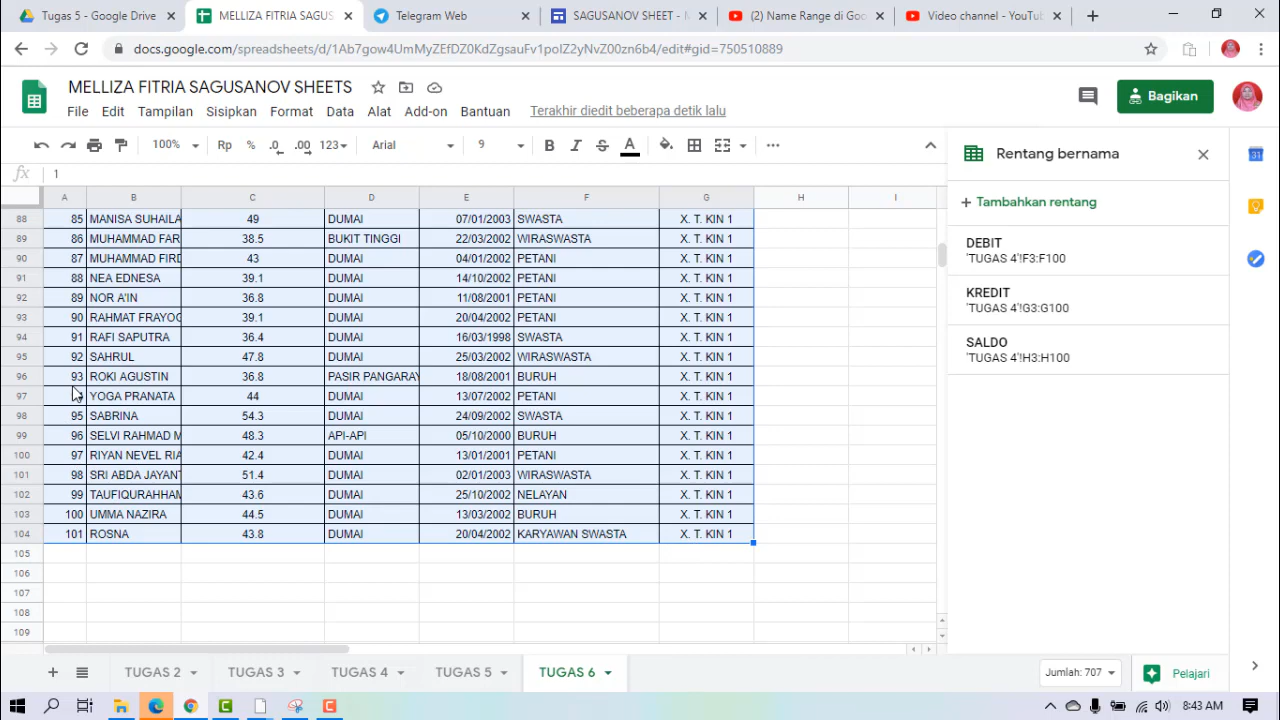 Tugas 5 - Google Drive
MELLIZA FITRIA SAGUS
Telegram Web
SAGUSANOV SHEET -
(2) Name Range di Go
Video channel - YouTu
docs.google.com/spreadsheets/d/1Ab7gow4UmMyZEfDZ0KdZgsauFv1polZ2yNvZ00zn6b4/edit#gid=750510889
MELLIZA FITRIA SAGUSANOV SHEETS
File Edit Tampilan Sisipkan Format Data Alat Add-on Bantuan Terakhir diedit beberapa detik lalu
Bagikan
100% Rp % .0 .00 123 Arial 9 B I S A
fx 1
A B C D E F G H I
88 85 MANISA SUHAILA 49 DUMAI 07/01/2003 SWASTA X. T. KIN 1
89 86 MUHAMMAD FAR 38.5 BUKIT TINGGI 22/03/2002 WIRASWASTA X. T. KIN 1
90 87 MUHAMMAD FIRD 43 DUMAI 04/01/2002 PETANI X. T. KIN 1
91 88 NEA EDNESA 39.1 DUMAI 14/10/2002 PETANI X. T. KIN 1
92 89 NOR A'IN 36.8 DUMAI 11/08/2001 PETANI X. T. KIN 1
93 90 RAHMAT FRAYOG 39.1 DUMAI 20/04/2002 PETANI X. T. KIN 1
94 91 RAFI SAPUTRA 36.4 DUMAI 16/03/1998 SWASTA X. T. KIN 1
95 92 SAHRUL 47.8 DUMAI 25/03/2002 WIRASWASTA X. T. KIN 1
96 93 ROKI AGUSTIN 36.8 PASIR PANGARAY 18/08/2001 BURUH X. T. KIN 1
97 YOGA PRANATA 44 DUMAI 13/07/2002 PETANI X. T. KIN 1
98 95 SABRINA 54.3 DUMAI 24/09/2002 SWASTA X. T. KIN 1
99 96 SELVI RAHMAD M 48.3 API-API 05/10/2000 BURUH X. T. KIN 1
100 97 RIYAN NEVEL RIA 42.4 DUMAI 13/01/2001 PETANI X. T. KIN 1
101 98 SRI ABDA JAYANT 51.4 DUMAI 02/01/2003 WIRASWASTA X. T. KIN 1
102 99 TAUFIQURAHHAM 43.6 DUMAI 25/10/2002 NELAYAN X. T. KIN 1
103 100 UMMA NAZIRA 44.5 DUMAI 13/03/2002 BURUH X. T. KIN 1
104 101 ROSNA 43.8 DUMAI 20/04/2002 KARYAWAN SWASTA X. T. KIN 1
105
106
107
108
109
Rentang bernama
+ Tambahkan rentang
DEBIT
'TUGAS 4'!F3:F100
KREDIT
'TUGAS 4'!G3:G100
SALDO
'TUGAS 4'!H3:H100
31
TUGAS 2 TUGAS 3 TUGAS 4 TUGAS 5 TUGAS 6
Jumlah: 707
Pelajari
8:43 AM